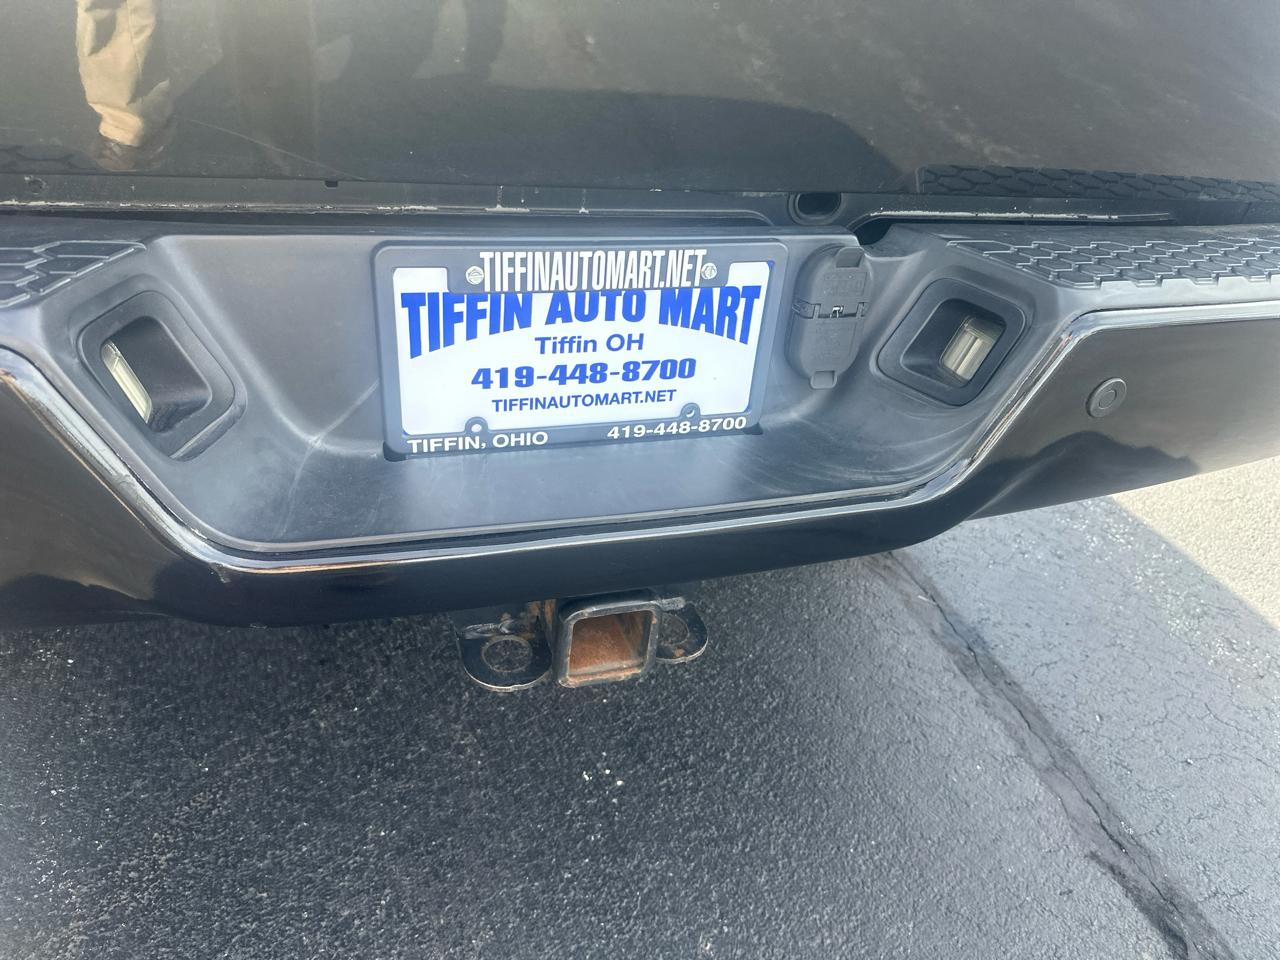 TIFFINAUTOMART.NET
TIFFIN AUTO MART
Tiffin OH
419-448-8700
TIFFINAUTOMART.NET
TIFFIN, OHIO 419-448-8700